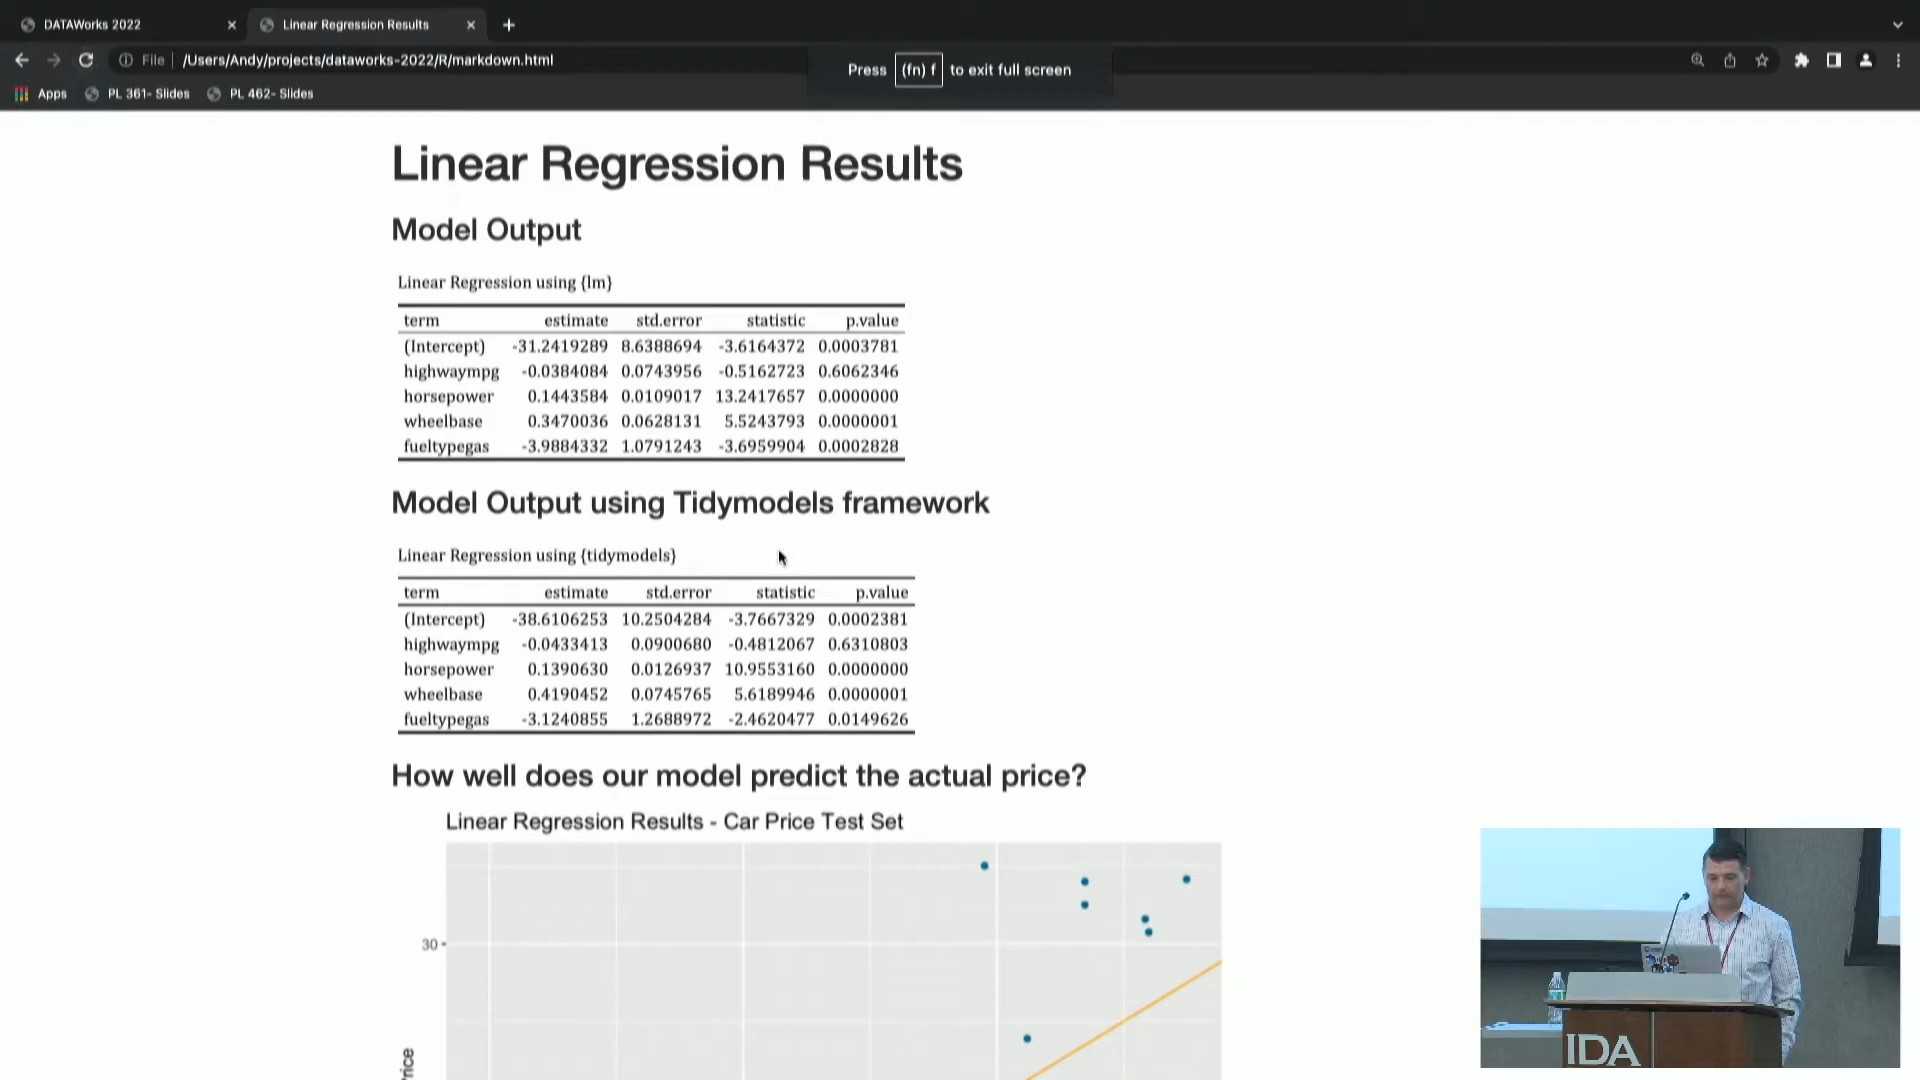 DATAWorks 2022
Linear Regression Results
File /Users/Andy/projects/dataworks-2022/R/markdown.html
Press (fn) f to exit full screen
Apps PL 361- Slides PL 462- Slides
Linear Regression Results
Model Output
Linear Regression using {lm}
term estimate std.error statistic p.value
(Intercept) -31.2419289 8.6388694 -3.6164372 0.0003781
highwaympg -0.0384084 0.0743956 -0.5162723 0.6062346
horsepower 0.1443584 0.0109017 13.2417657 0.0000000
wheelbase 0.3470036 0.0628131 5.5243793 0.0000001
fueltypegas -3.9884332 1.0791243 -3.6959904 0.0002828
Model Output using Tidymodels framework
Linear Regression using {tidymodels}
term estimate std.error statistic p.value
(Intercept) -38.6106253 10.2504284 -3.7667329 0.0002381
highwaympg -0.0433413 0.0900680 -0.4812067 0.6310803
horsepower 0.1390630 0.0126937 10.9553160 0.0000000
wheelbase 0.4190452 0.0745765 5.6189946 0.0000001
fueltypegas -3.1240855 1.2688972 -2.4620477 0.0149626
How well does our model predict the actual price?
Linear Regression Results - Car Price Test Set
30
IDA